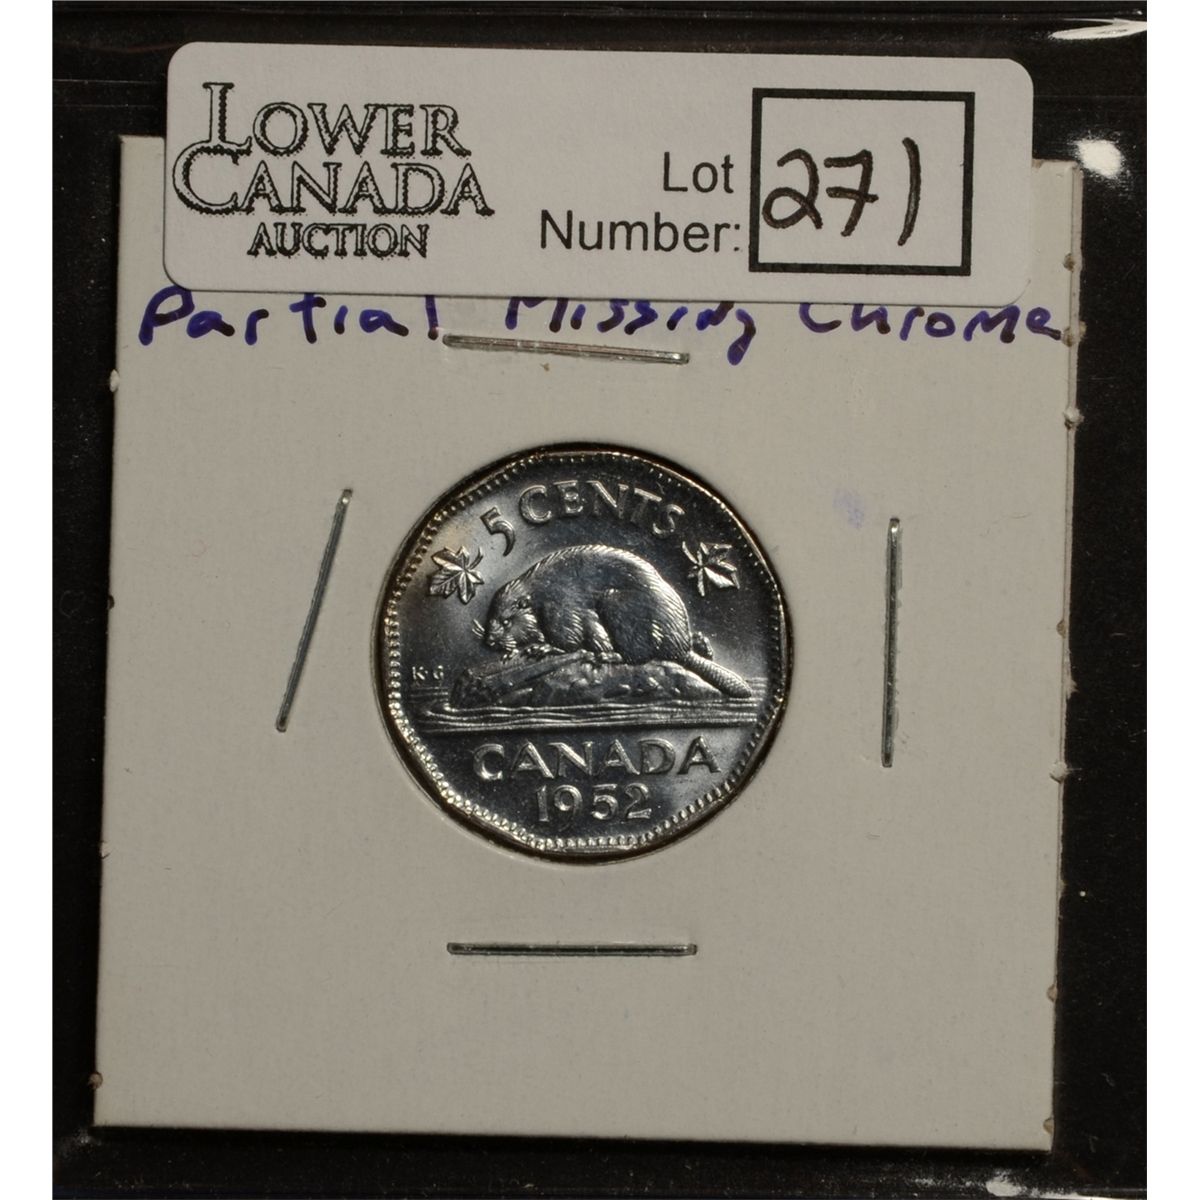 LOWER
CANADA
AUCTION
Lot
Number:
271
Partial Missing Chrome
5 CENTS
K·G
CANADA
1952